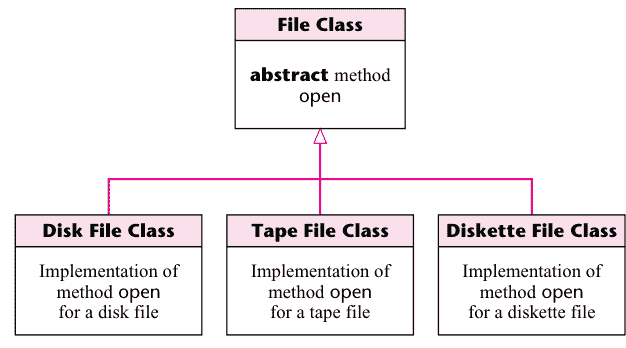 File Class
abstract method
open
Disk File Class
Implementation of
method open
for a disk file
Tape File Class
Implementation of
method open
for a tape file
Diskette File Class
Implementation of
method open
for a diskette file